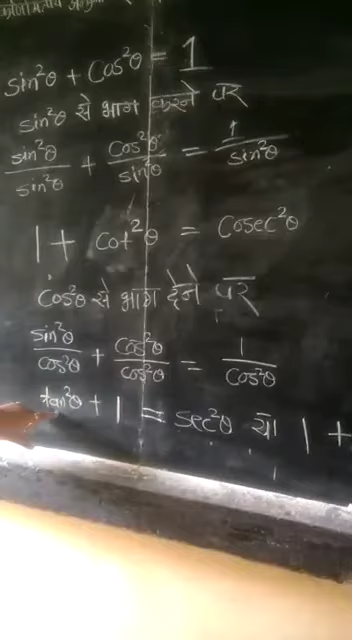 sin²θ + Cos²θ = 1
sin²θ से भाग करने पर
sin²θ/sin²θ + Cos²θ/sin²θ = 1/sin²θ
1 + Cot²θ = Cosec²θ
Cos²θ से भाग देने पर
sin²θ/Cos²θ + Cos²θ/Cos²θ = 1/Cos²θ
tan²θ + 1 = sec²θ या 1 +